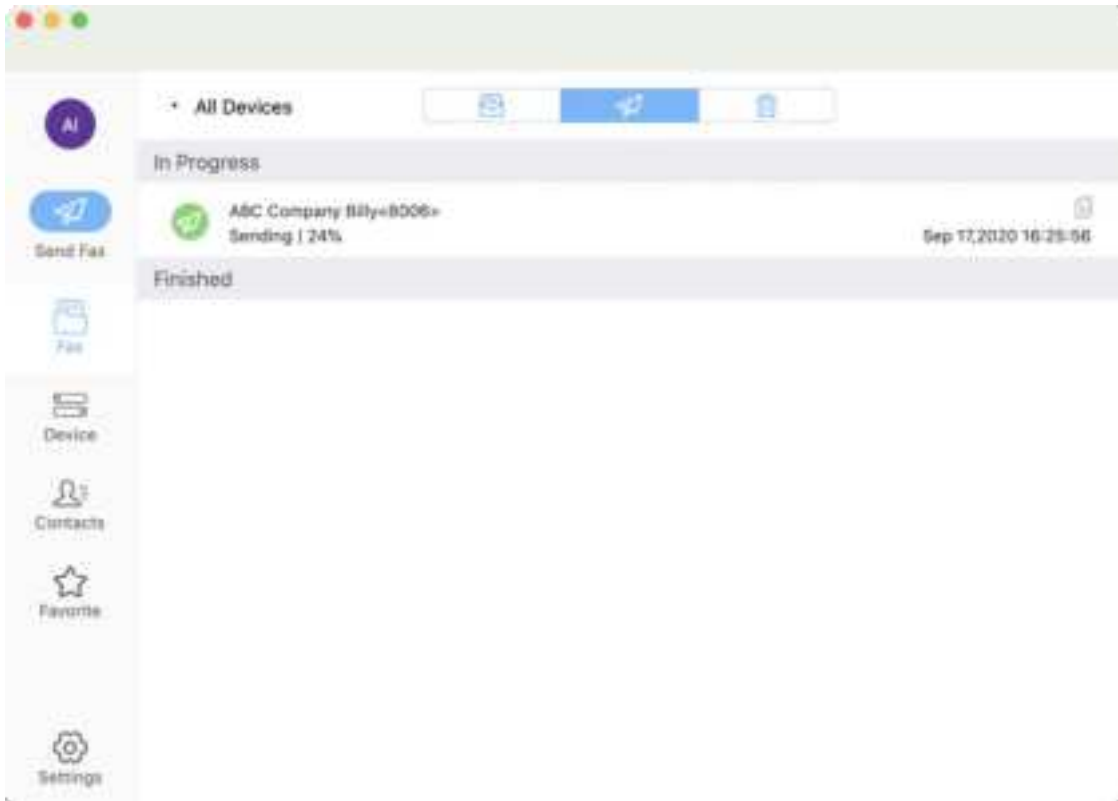 AI
All Devices
In Progress
ABC Company Billy<8006>
Sending | 24%
Sep 17,2020 16:25:56
Finished
Send Fax
Fax
Device
Contacts
Favorite
Settings